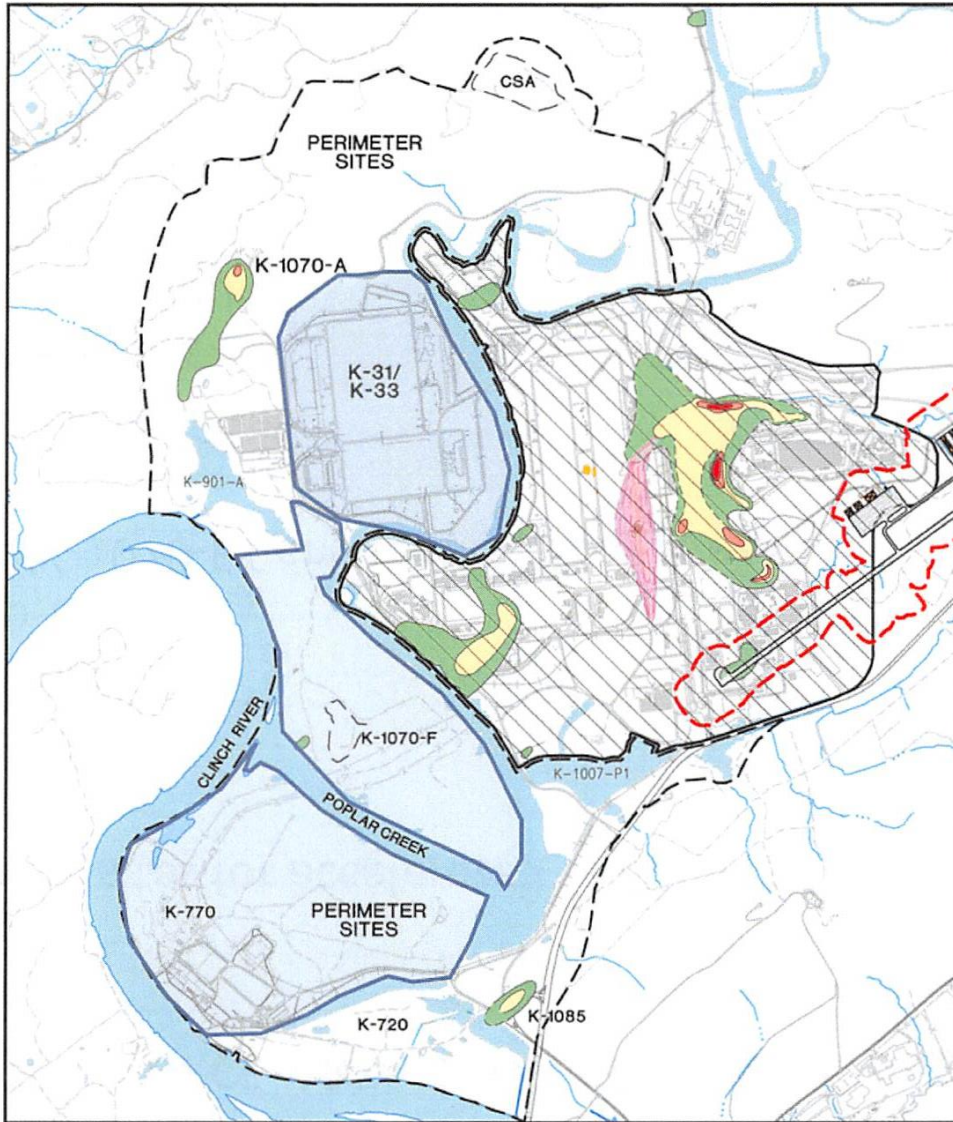 CSA
PERIMETER
SITES
K-1070-A
K-31/
K-33
K-901-A
K-1070-F
K-1007-P1
CLINCH RIVER
POPLAR CREEK
K-770
PERIMETER
SITES
K-720
K-1085